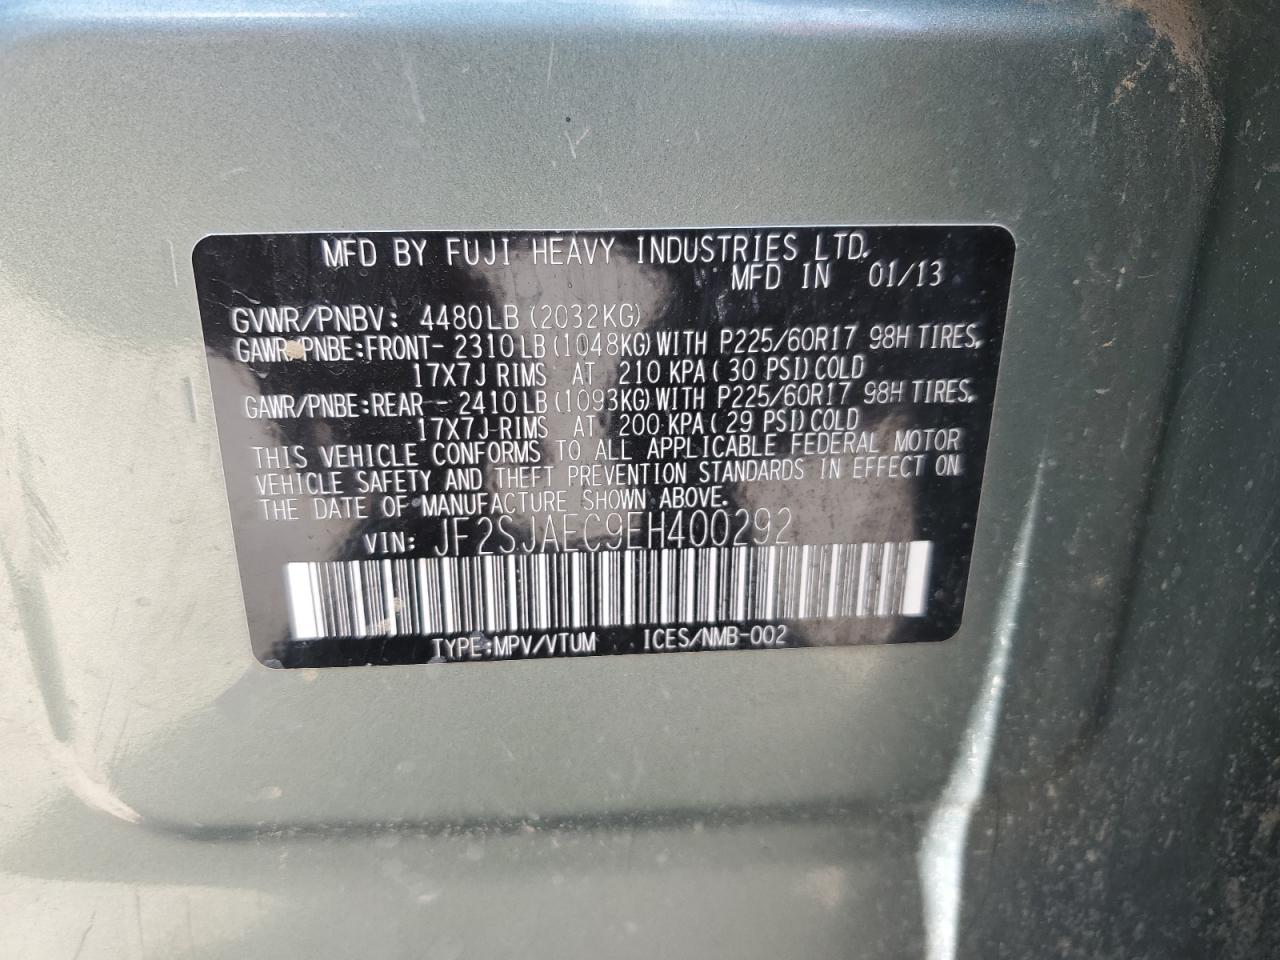 MFD BY FUJI HEAVY INDUSTRIES LTD.
MFD IN 01/13
GVWR/PNBV: 4480LB(2032KG)
GAWR/PNBE:FRONT- 2310LB(1048KG)WITH P225/60R17 98H TIRES,
17X7J RIMS AT 210 KPA(30 PSI)COLD
GAWR/PNBE:REAR-- 2410LB(1093KG)WITH P225/60R17 98H TIRES,
17X7J-RIMS AT 200 KPA(29 PSI)COLD
THIS VEHICLE CONFORMS TO ALL APPLICABLE FEDERAL MOTOR
VEHICLE SAFETY AND THEFT PREVENTION STANDARDS IN EFFECT ON
THE DATE OF MANUFACTURE SHOWN ABOVE.
VIN: JF2SJAEC9EH400292
TYPE:MPV/VTUM ICES/NMB-002